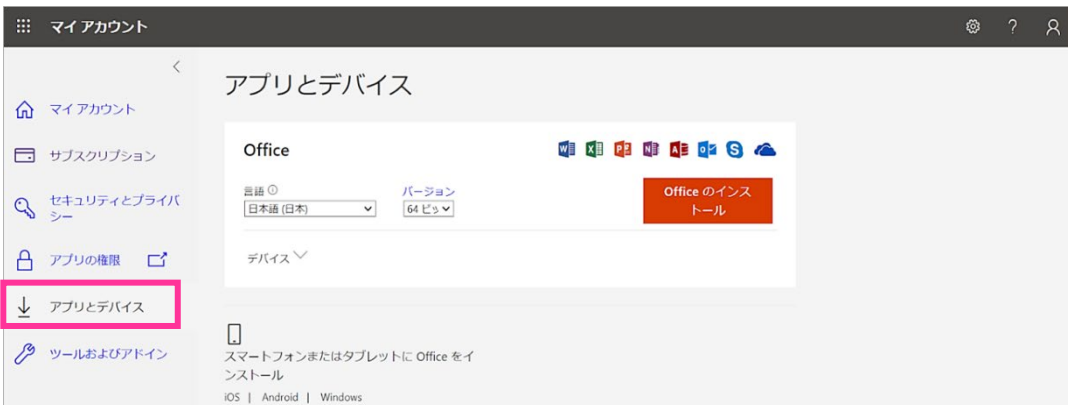 マイ アカウント
アプリとデバイス
マイ アカウント
サブスクリプション
セキュリティとプライバ
シー
アプリの権限
アプリとデバイス
ツールおよびアドイン
Office
言語
バージョン
日本語 (日本)
64 ビッ
Office のインス
トール
デバイス
スマートフォンまたはタブレットに Office をイ
ンストール
iOS | Android | Windows